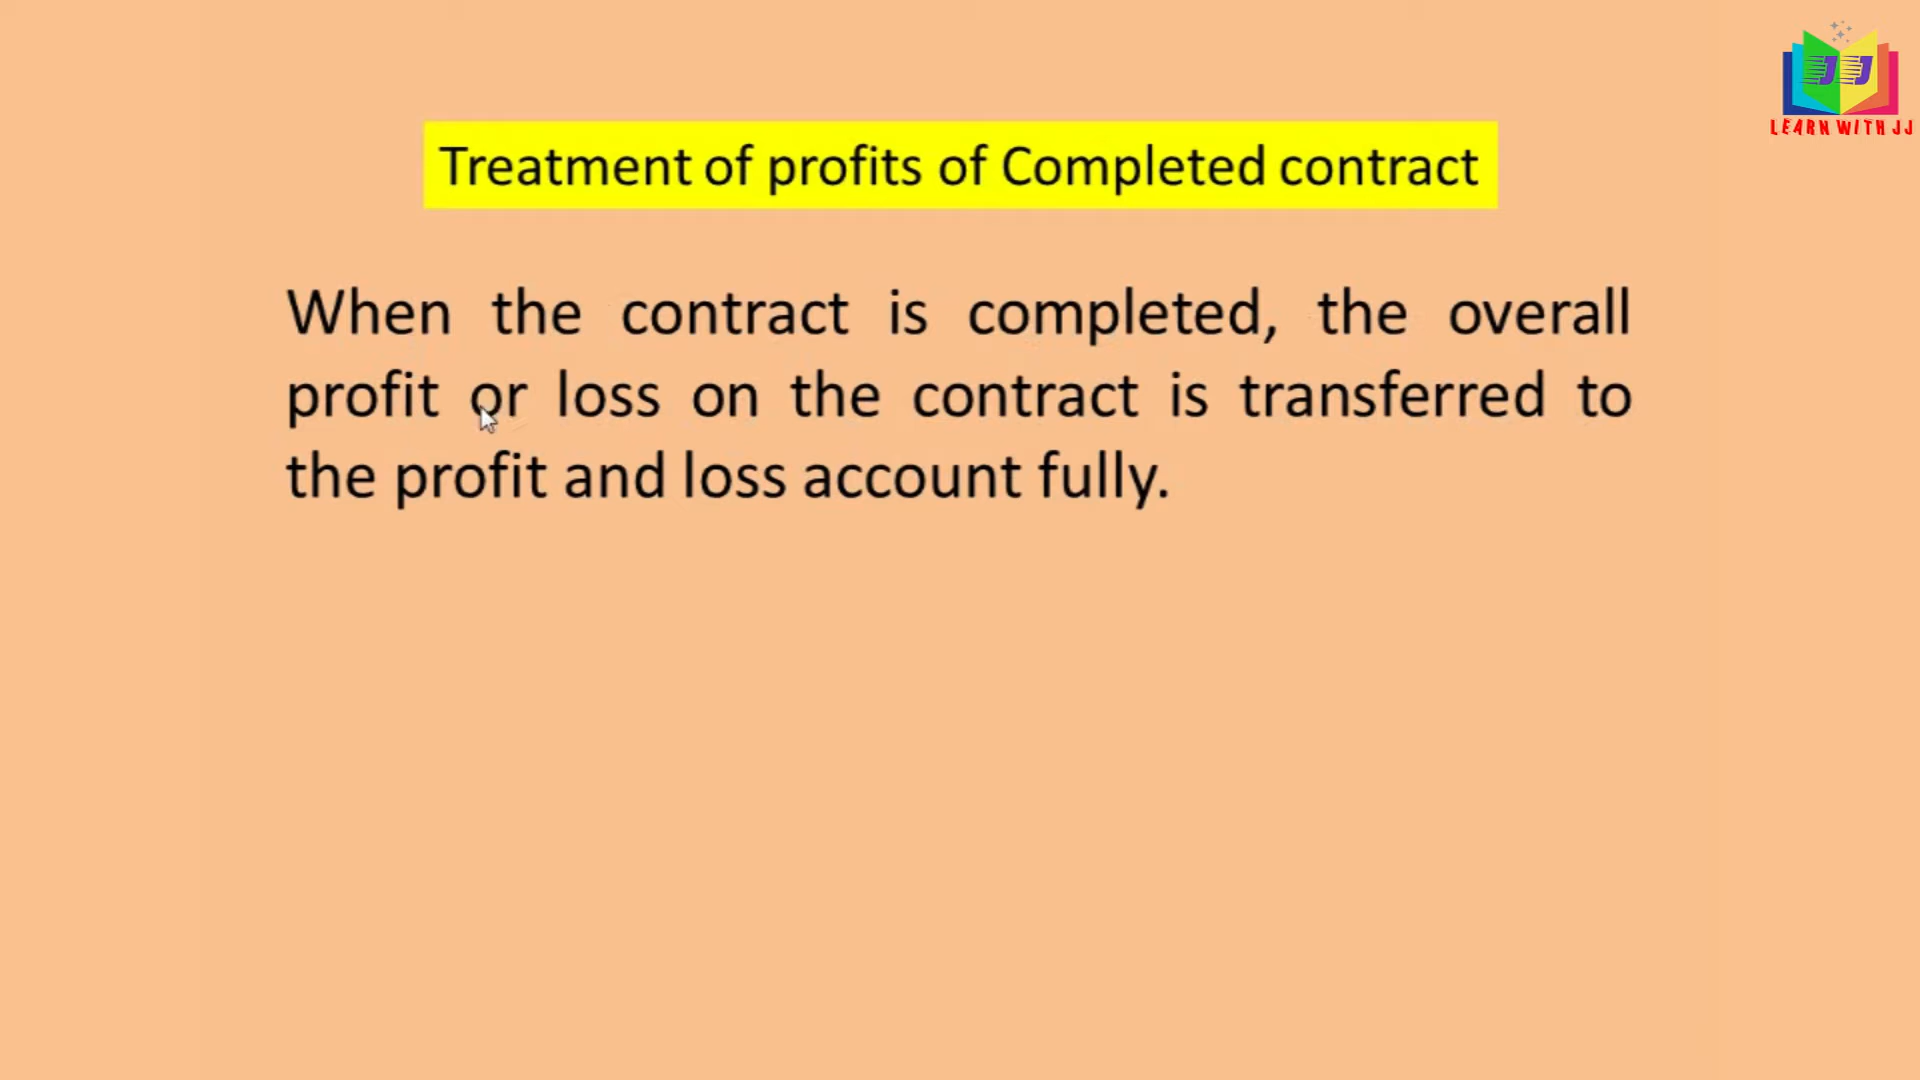 JJ
LEARN WITH JJ
Treatment of profits of Completed contract
When the contract is completed, the overall
profit or loss on the contract is transferred to
the profit and loss account fully.